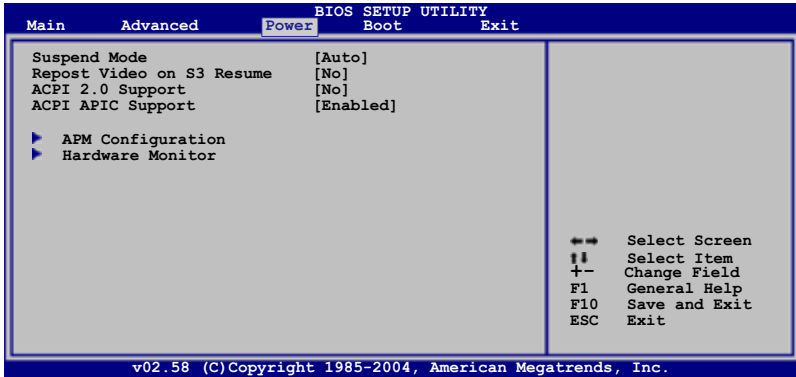 BIOS SETUP UTILITY
Main Advanced Power Boot Exit
Suspend Mode [Auto]
Repost Video on S3 Resume [No]
ACPI 2.0 Support [No]
ACPI APIC Support [Enabled]
APM Configuration
Hardware Monitor
Select Screen
Select Item
+- Change Field
F1 General Help
F10 Save and Exit
ESC Exit
v02.58 (C)Copyright 1985-2004, American Megatrends, Inc.